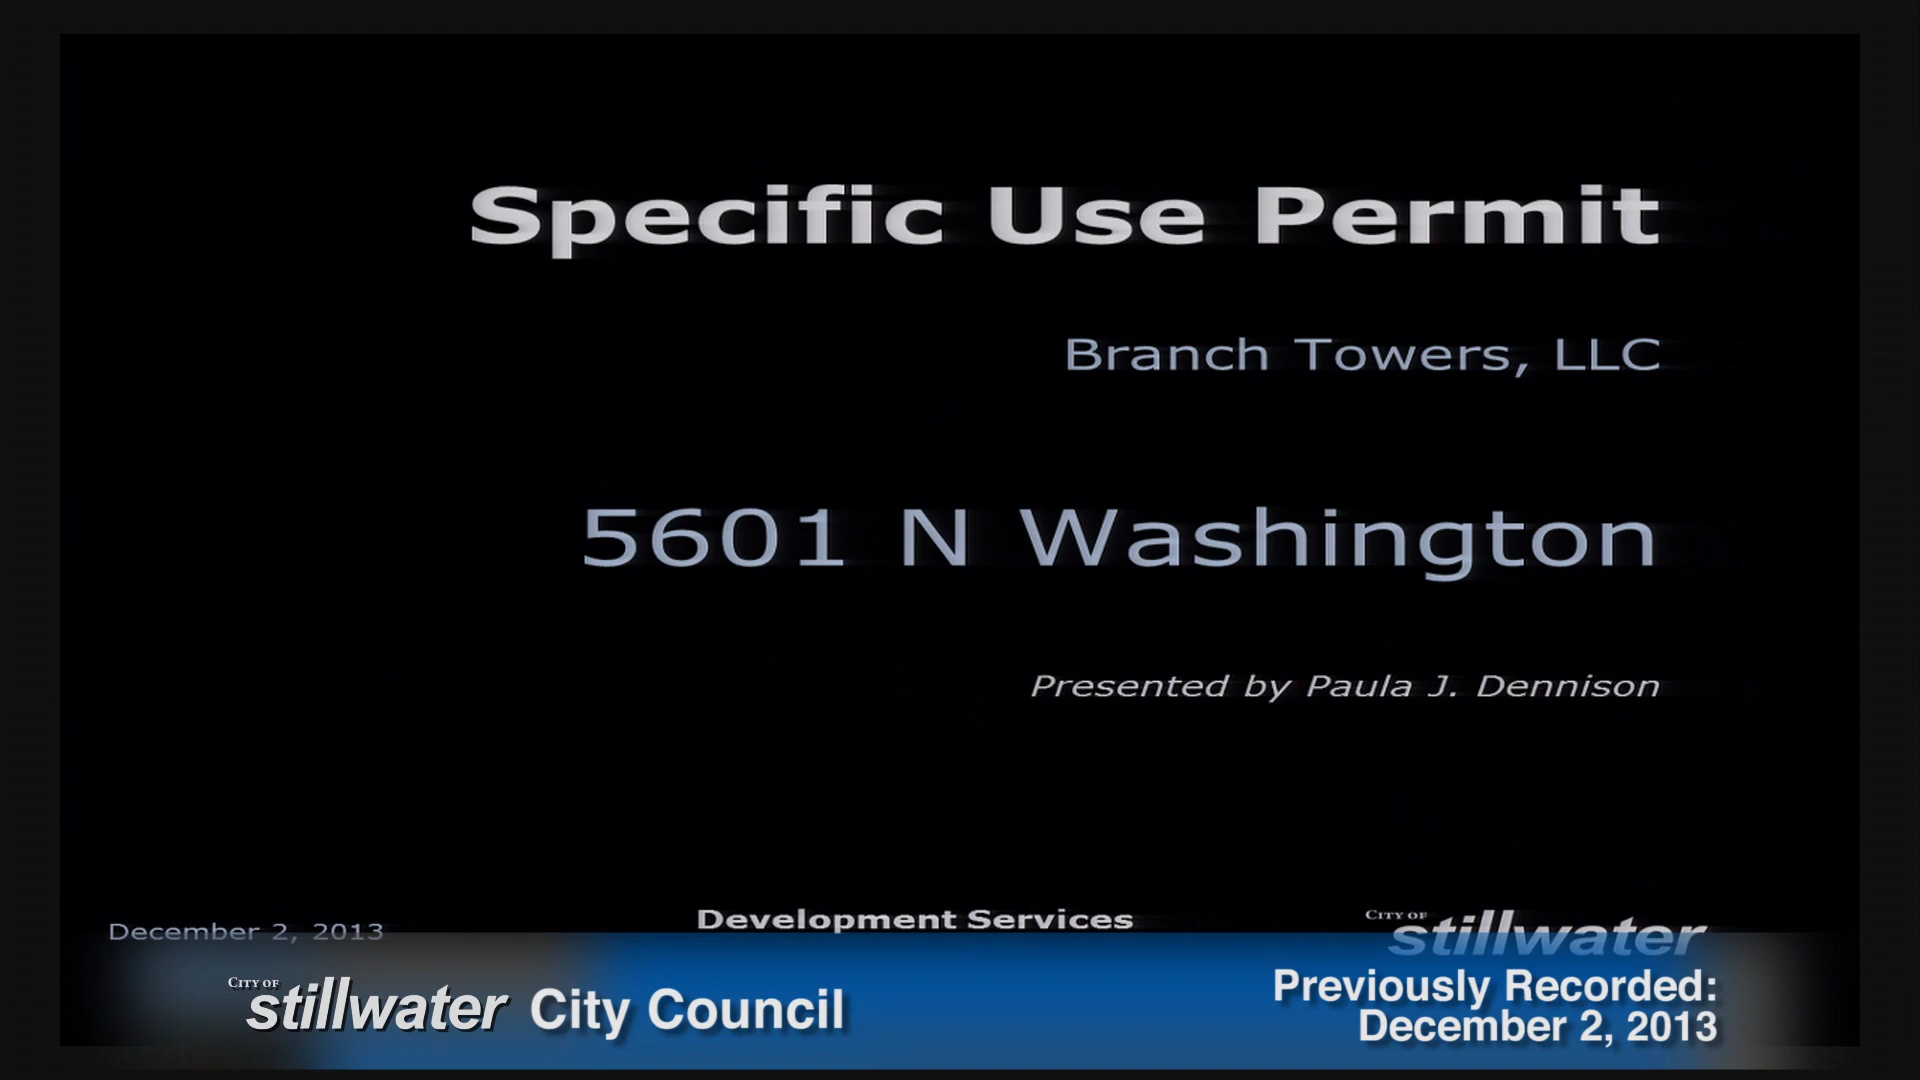 Specific Use Permit
Branch Towers, LLC
5601 N Washington
Presented by Paula J. Dennison
December 2, 2013
Development Services
CITY OF
stillwater
CITY OF
stillwater City Council
Previously Recorded:
December 2, 2013